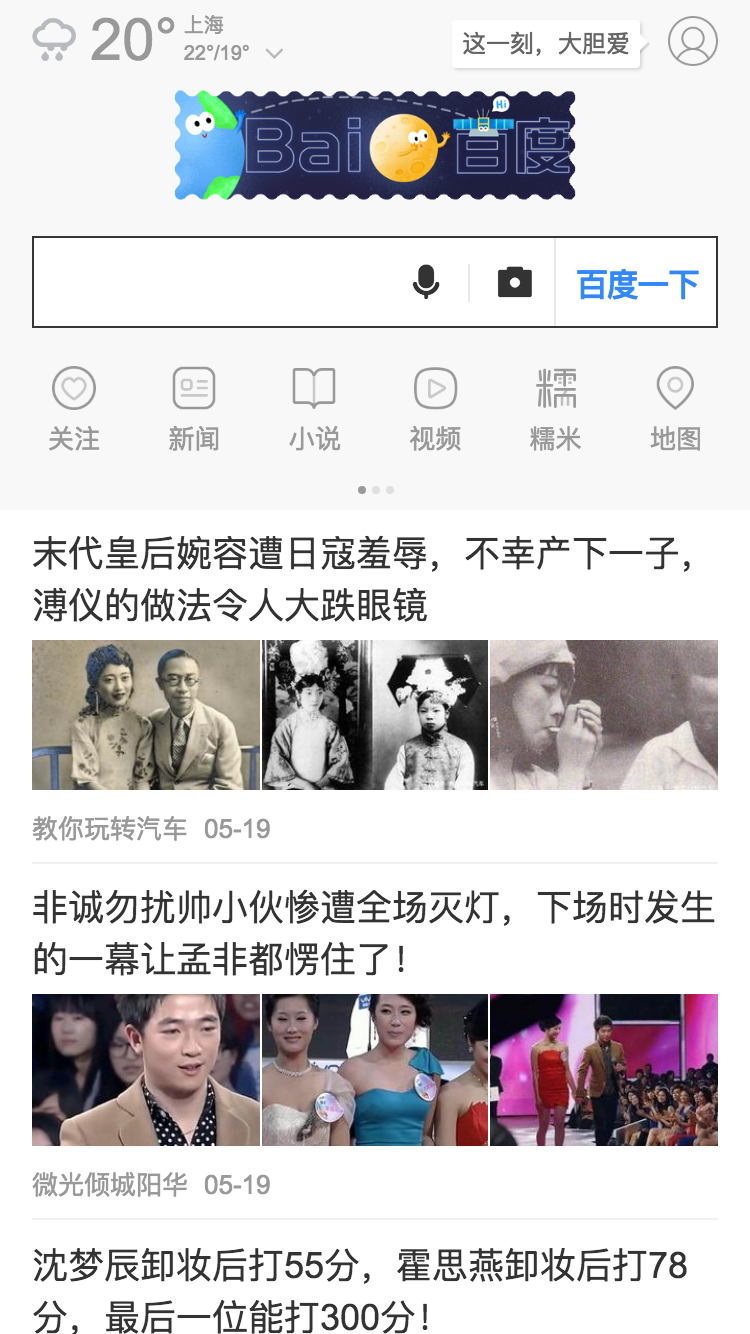 20°
上海
22°/19°
这一刻，大胆爱
Hi
Bai 百度
百度一下
关注
新闻
小说
视频
糯
糯米
地图
末代皇后婉容遭日寇羞辱，不幸产下一子，
溥仪的做法令人大跌眼镜
教你玩转汽车 05-19
非诚勿扰帅小伙惨遭全场灭灯，下场时发生
的一幕让孟非都愣住了！
微光倾城阳华 05-19
沈梦辰卸妆后打55分，霍思燕卸妆后打78
分，最后一位能打300分！